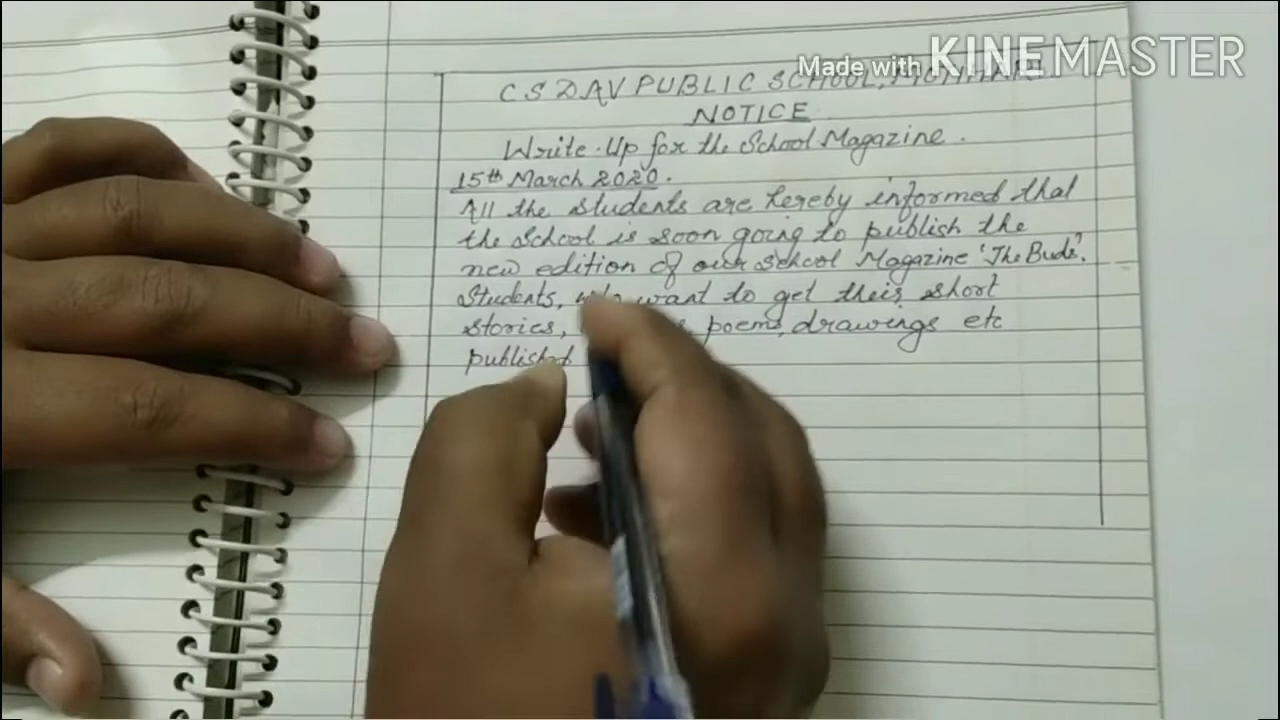 Made with KINEMASTER
CS DAV PUBLIC SCHOOL,
NOTICE
Write-Up for the School Magazine.
15th March 2020.
All the students are hereby informed that
the School is soon going to publish the
new edition of our School Magazine 'The Buds'.
Students, who want to get their short
stories, poems, drawings etc
published